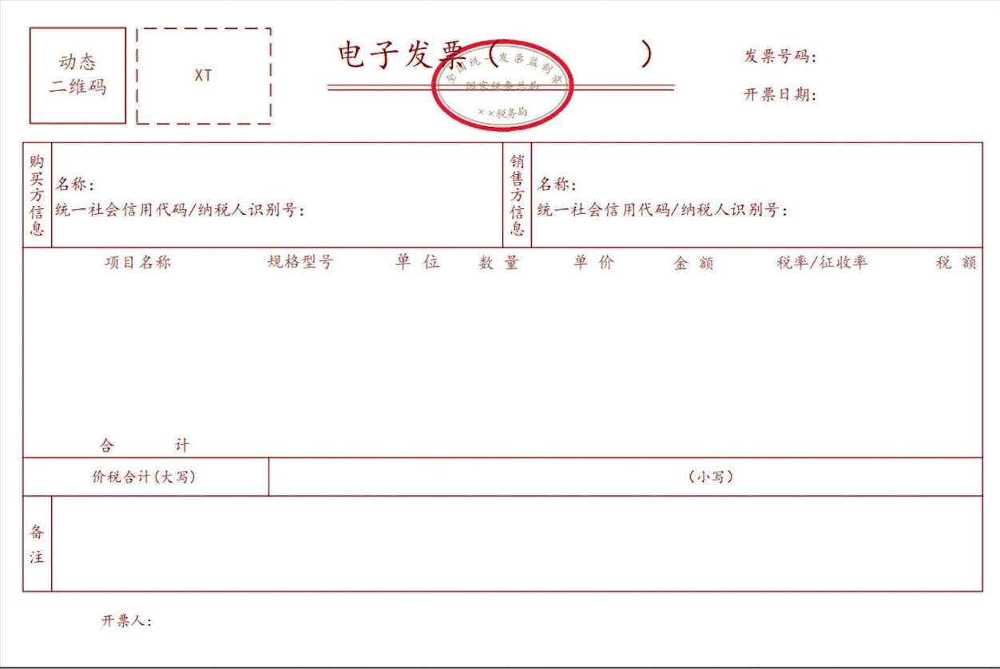 动态
二维码
XT
电子发票（ ）
全国统一发票监制章
国家税务总局
××税务局
发票号码：
开票日期：
购买方信息
名称：
统一社会信用代码/纳税人识别号：
销售方信息
名称：
统一社会信用代码/纳税人识别号：
项目名称 规格型号 单 位 数 量 单 价 金 额 税率/征收率 税 额
合 计
价税合计(大写) （小写）
备注
开票人：